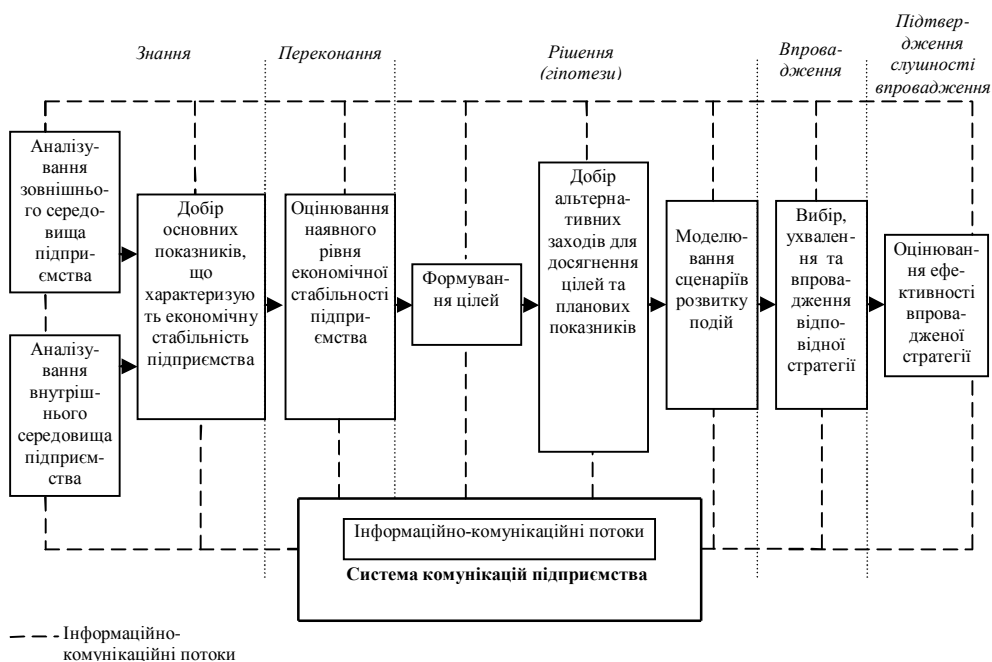 Знання
Переконання
Рішення
(гіпотези)
Впрова-
дження
Підтвер-
дження
слушності
впровадження
Аналізу-
вання
зовнішньо-
го середо-
вища
підпри-
ємства
Аналізу-
вання
внутріш-
нього
середовища
підприєм-
ства
Добір
основних
показників,
що
характеризую
ть економічну
стабільність
підприємства
Оцінювання
наявного
рівня
економічної
стабільності
підпри-
ємства
Формуван-
ня цілей
Добір
альтерна-
тивних
заходів для
досягнення
цілей та
планових
показників
Моделю-
вання
сценаріїв
розвитку
подій
Вибір,
ухвален-
ня та
впро-
вадження
відпо-
відної
стратегії
Оцінюван-
ня ефе-
ктивності
впро-
вадженої
стратегії
Інформаційно-комунікаційні потоки
Система комунікацій підприємства
Інформаційно-
комунікаційні потоки